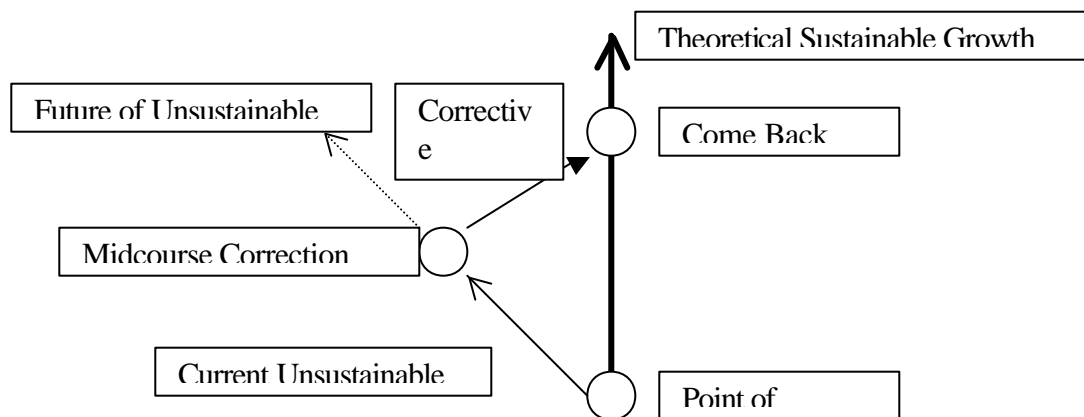 Theoretical Sustainable Growth
Future of Unsustainable
Correctiv
e
Come Back
Midcourse Correction
Current Unsustainable
Point of